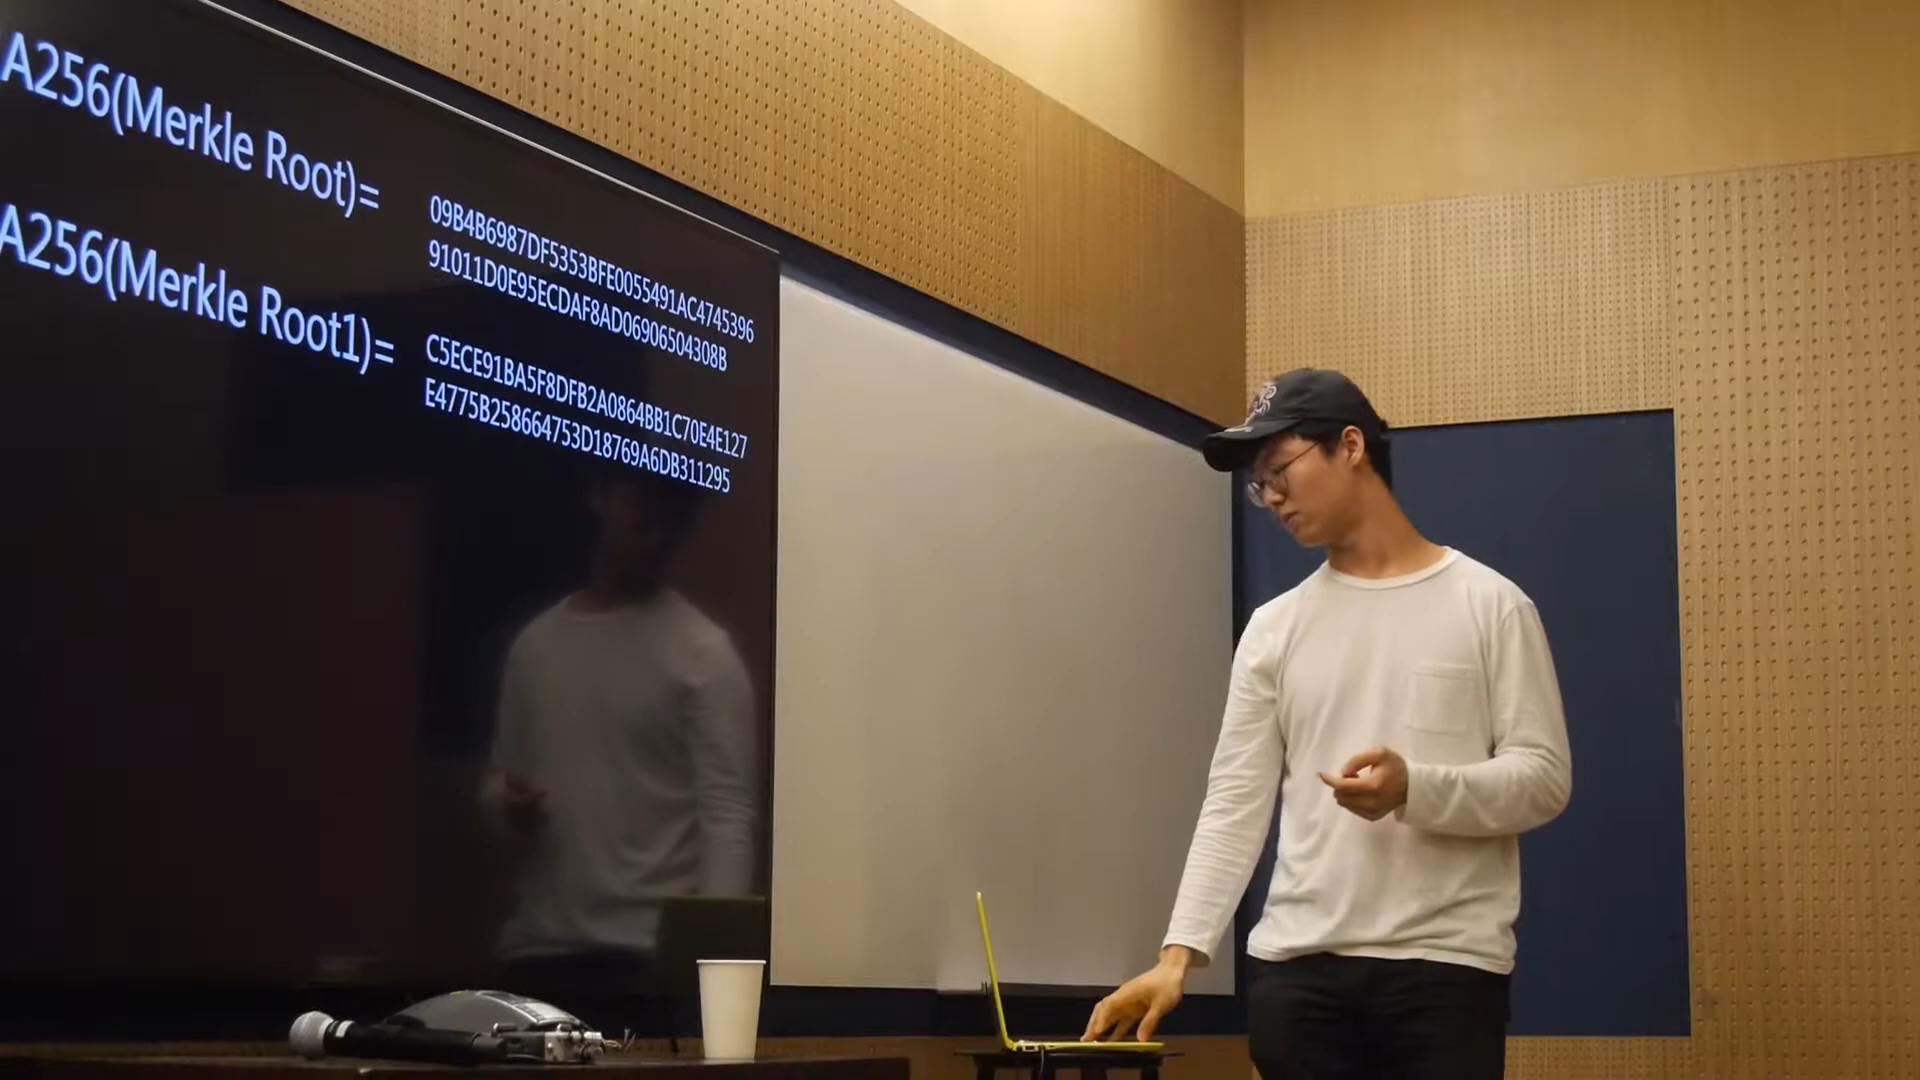 A256(Merkle Root)=
09B4B6987DF5353BFE0055491AC4745396
91011D0E95ECDAF8AD06906504308B
A256(Merkle Root1)=
C5ECE91BA5F8DFB2A0864BB1C70E4E127
E4775B258664753D18769A6DB311295